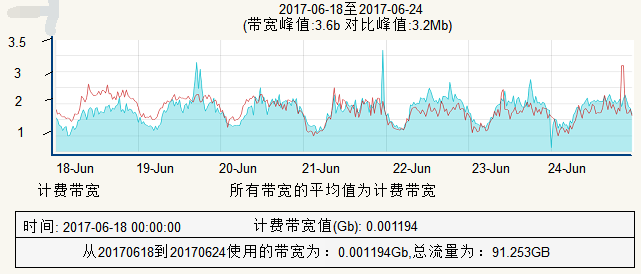 2017-06-18至2017-06-24
(带宽峰值:3.6b 对比峰值:3.2Mb)
3.5
3
2
1
18-Jun 19-Jun 20-Jun 21-Jun 22-Jun 23-Jun 24-Jun
计费带宽 所有带宽的平均值为计费带宽
时间: 2017-06-18 00:00:00 计费带宽值(Gb): 0.001194
从20170618到20170624使用的带宽为：0.001194Gb,总流量为：91.253GB